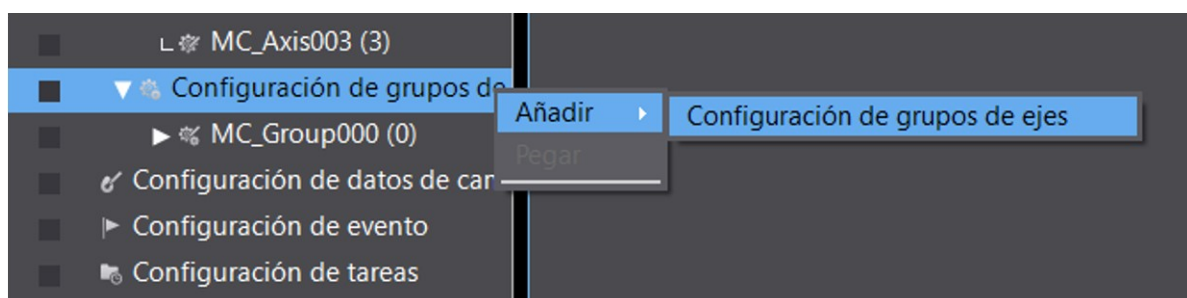 MC_Axis003 (3)
Configuración de grupos de
Añadir
Configuración de grupos de ejes
MC_Group000 (0)
Pegar
Configuración de datos de
Configuración de evento
Configuración de tareas